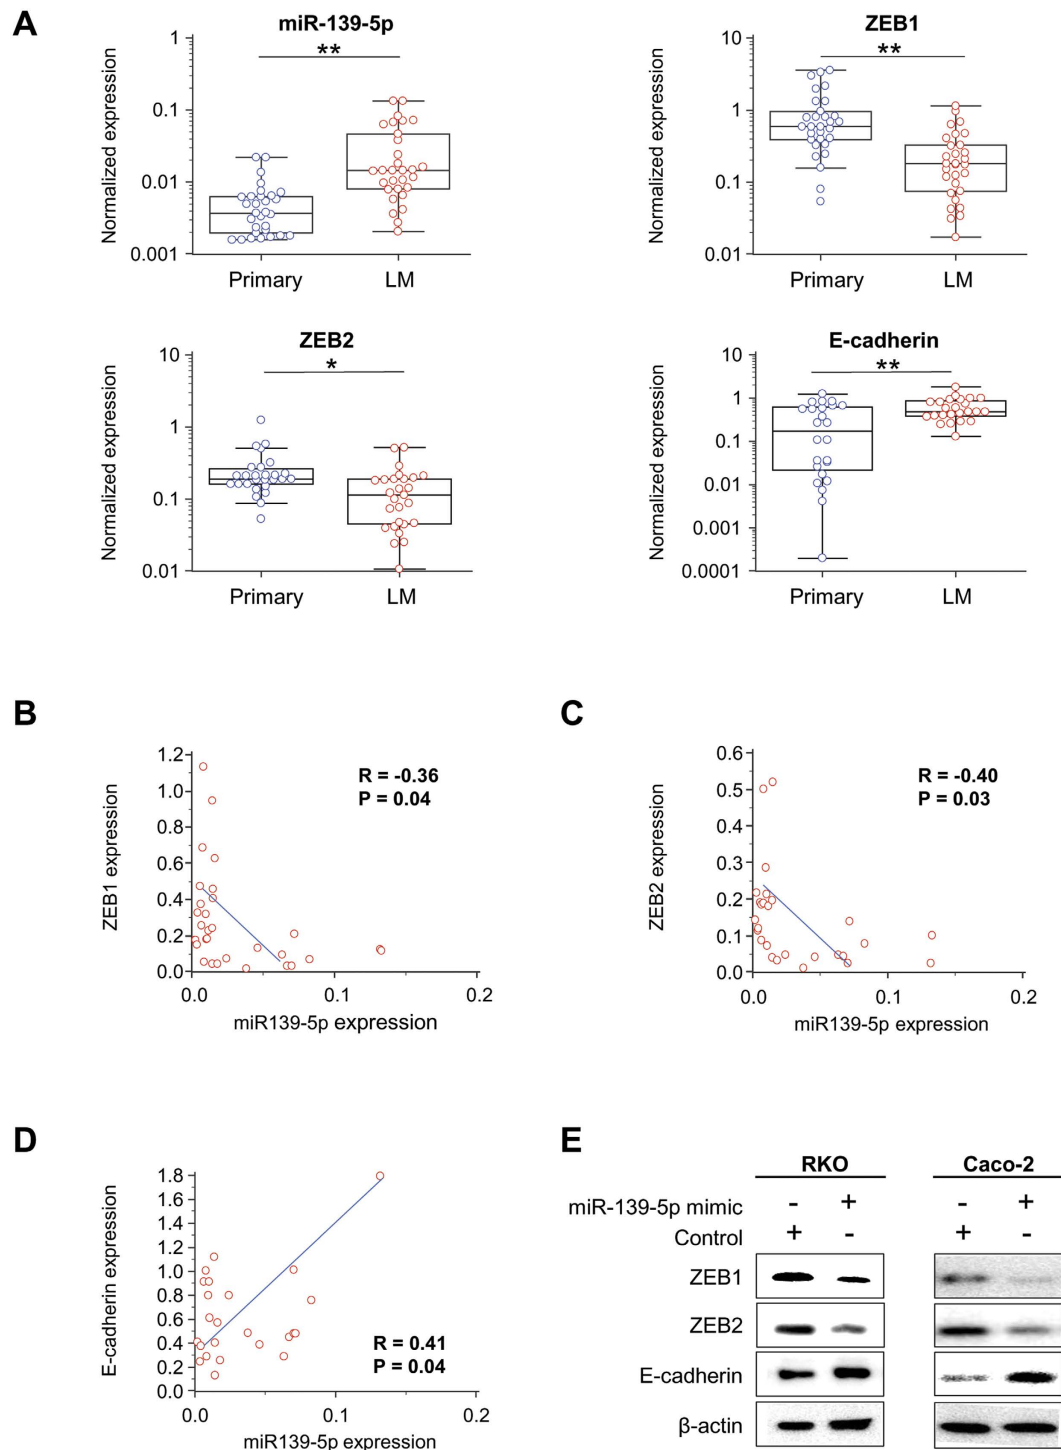 A
miR-139-5p
**
Normalized expression
1
0.1
0.01
0.001
Primary
LM
ZEB1
**
Normalized expression
10
1
0.1
0.01
Primary
LM
ZEB2
*
Normalized expression
10
1
0.1
0.01
Primary
LM
E-cadherin
**
Normalized expression
10
1
0.1
0.01
0.001
0.0001
Primary
LM
B
ZEB1 expression
1.2
1.0
0.8
0.6
0.4
0.2
0.0
R = -0.36
P = 0.04
0.0 0.1 0.2
miR139-5p expression
C
ZEB2 expression
0.6
0.5
0.4
0.3
0.2
0.1
0.0
R = -0.40
P = 0.03
0.0 0.1 0.2
miR139-5p expression
D
E-cadherin expression
1.8
1.6
1.4
1.2
1.0
0.8
0.6
0.4
0.2
0.0
R = 0.41
P = 0.04
0.0 0.1 0.2
miR139-5p expression
E
RKO Caco-2
miR-139-5p mimic - + - +
Control + - + -
ZEB1
ZEB2
E-cadherin
β-actin